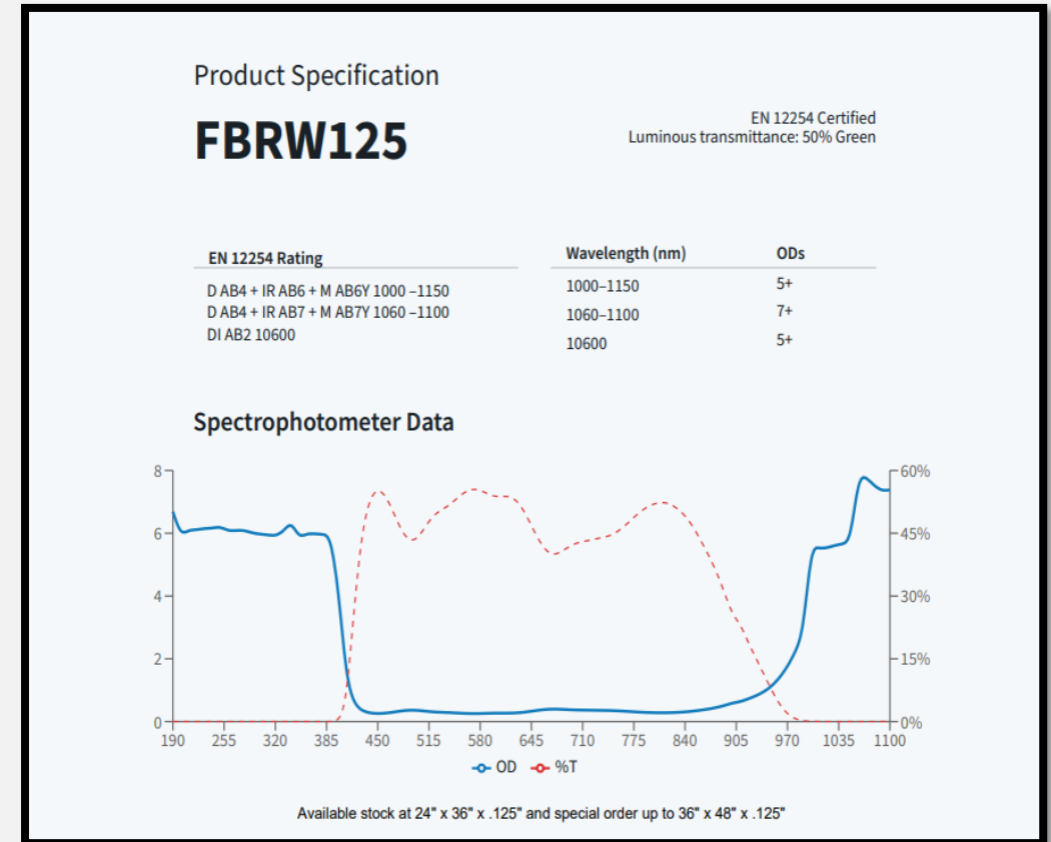 Product Specification
FBRW125
EN 12254 Certified
Luminous transmittance: 50% Green
EN 12254 Rating
D AB4 + IR AB6 + M AB6Y 1000 –1150
D AB4 + IR AB7 + M AB7Y 1060 –1100
DI AB2 10600
Wavelength (nm) ODs
1000–1150 5+
1060–1100 7+
10600 5+
Spectrophotometer Data
8 60%
6 45%
4 30%
2 15%
0 0%
190 255 320 385 450 515 580 645 710 775 840 905 970 1035 1100
OD %T
Available stock at 24" x 36" x .125" and special order up to 36" x 48" x .125"